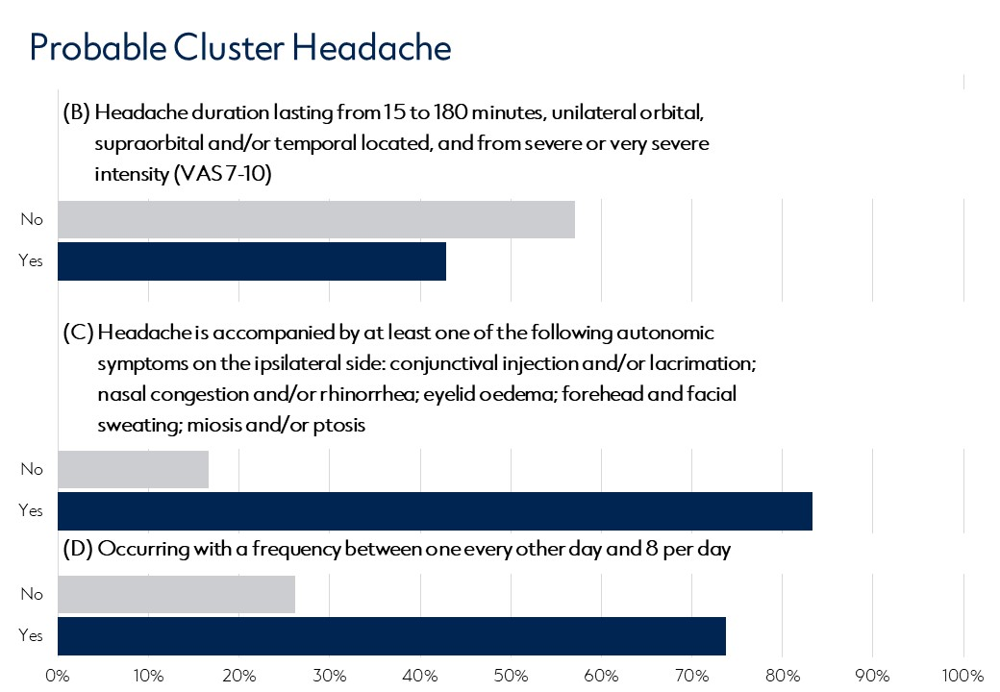 Probable Cluster Headache
(B) Headache duration lasting from 15 to 180 minutes, unilateral orbital,
supraorbital and/or temporal located, and from severe or very severe
intensity (VAS 7-10)
No
Yes
(C) Headache is accompanied by at least one of the following autonomic
symptoms on the ipsilateral side: conjunctival injection and/or lacrimation;
nasal congestion and/or rhinorrhea; eyelid oedema; forehead and facial
sweating; miosis and/or ptosis
No
Yes
(D) Occurring with a frequency between one every other day and 8 per day
No
Yes
0% 10% 20% 30% 40% 50% 60% 70% 80% 90% 100%